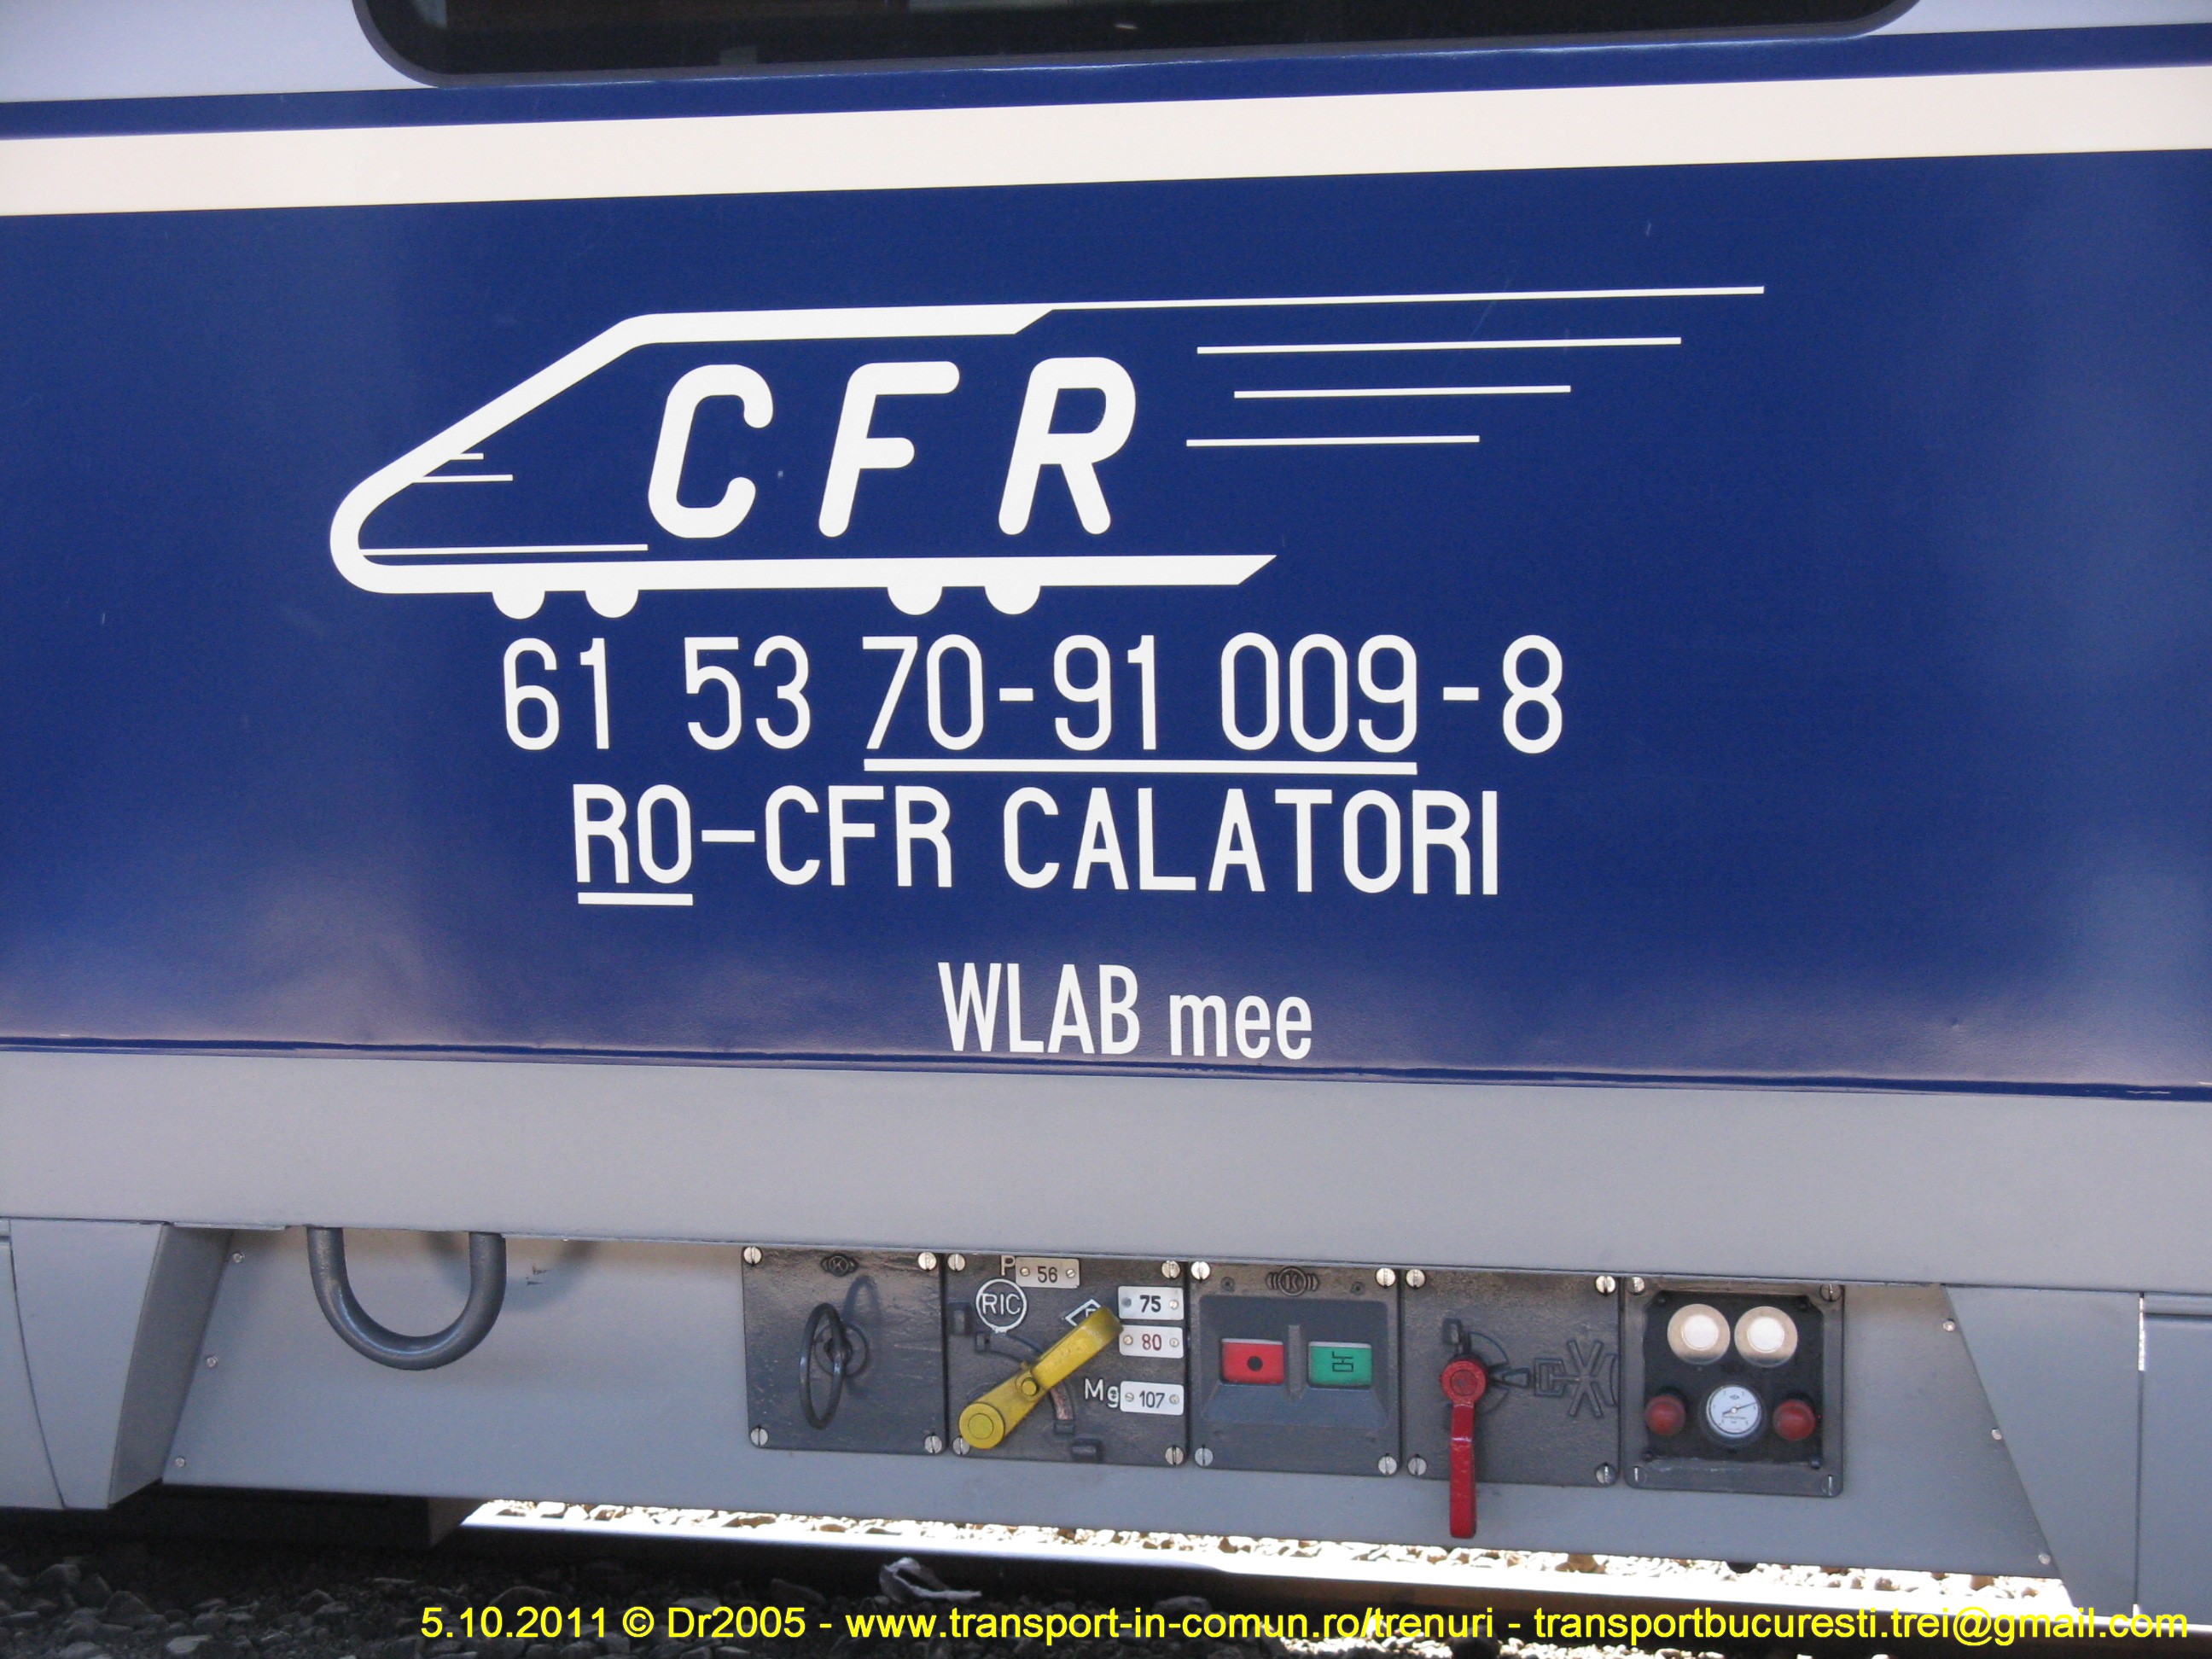 CFR
61 53 70-91 009-8
RO-CFR CALATORI
WLAB mee
P 56
RIC
R 75
80
Mg 107
5.10.2011 © Dr2005 - www.transport-in-comun.ro/trenuri - transportbucuresti.trei@gmail.com